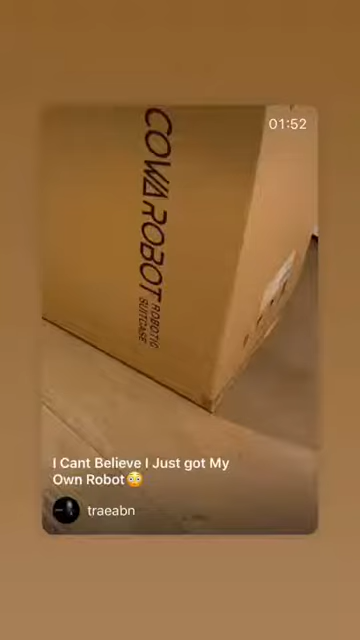 01:52
COWAROBOT
ROBOTIC
SUITCASE
I Cant Believe I Just got My
Own Robot😳
traeabn